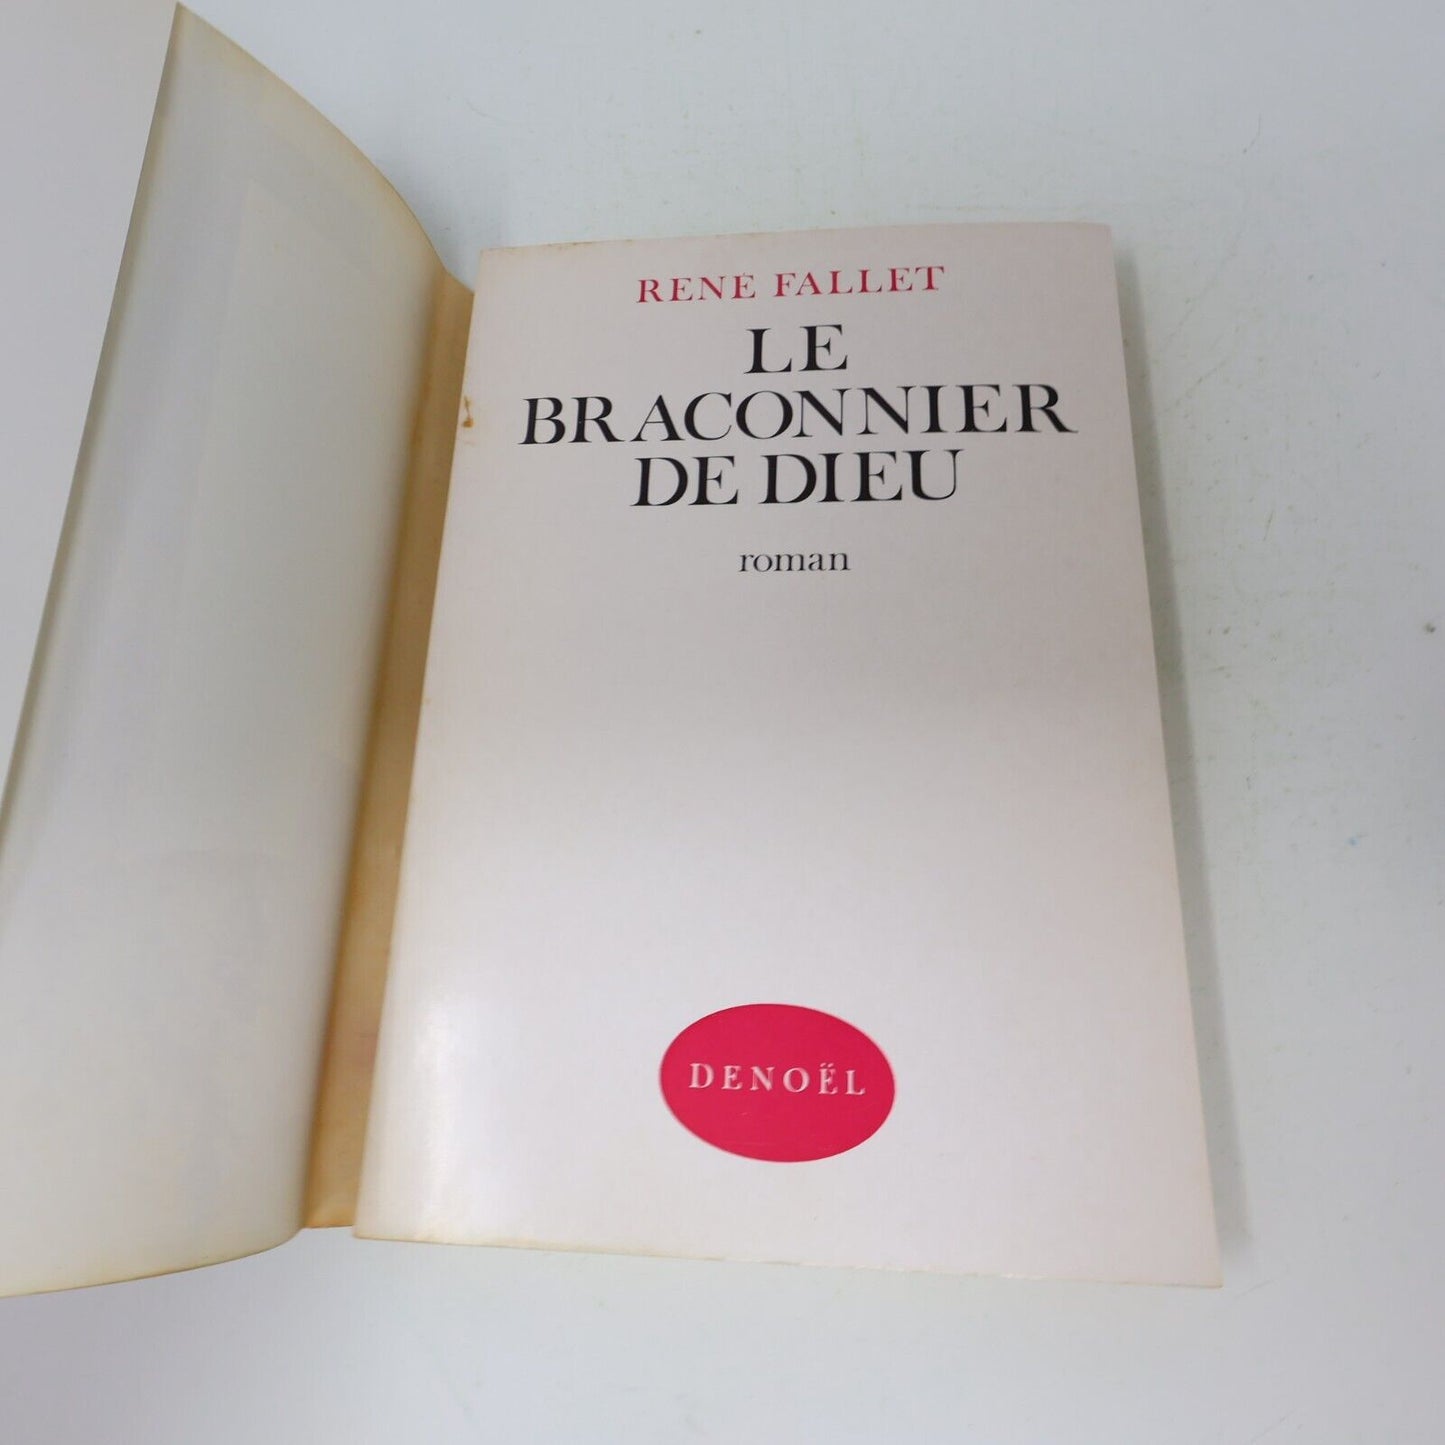 RENÉ FALLET
LE
BRACONNIER
DE DIEU
roman
DENOËL